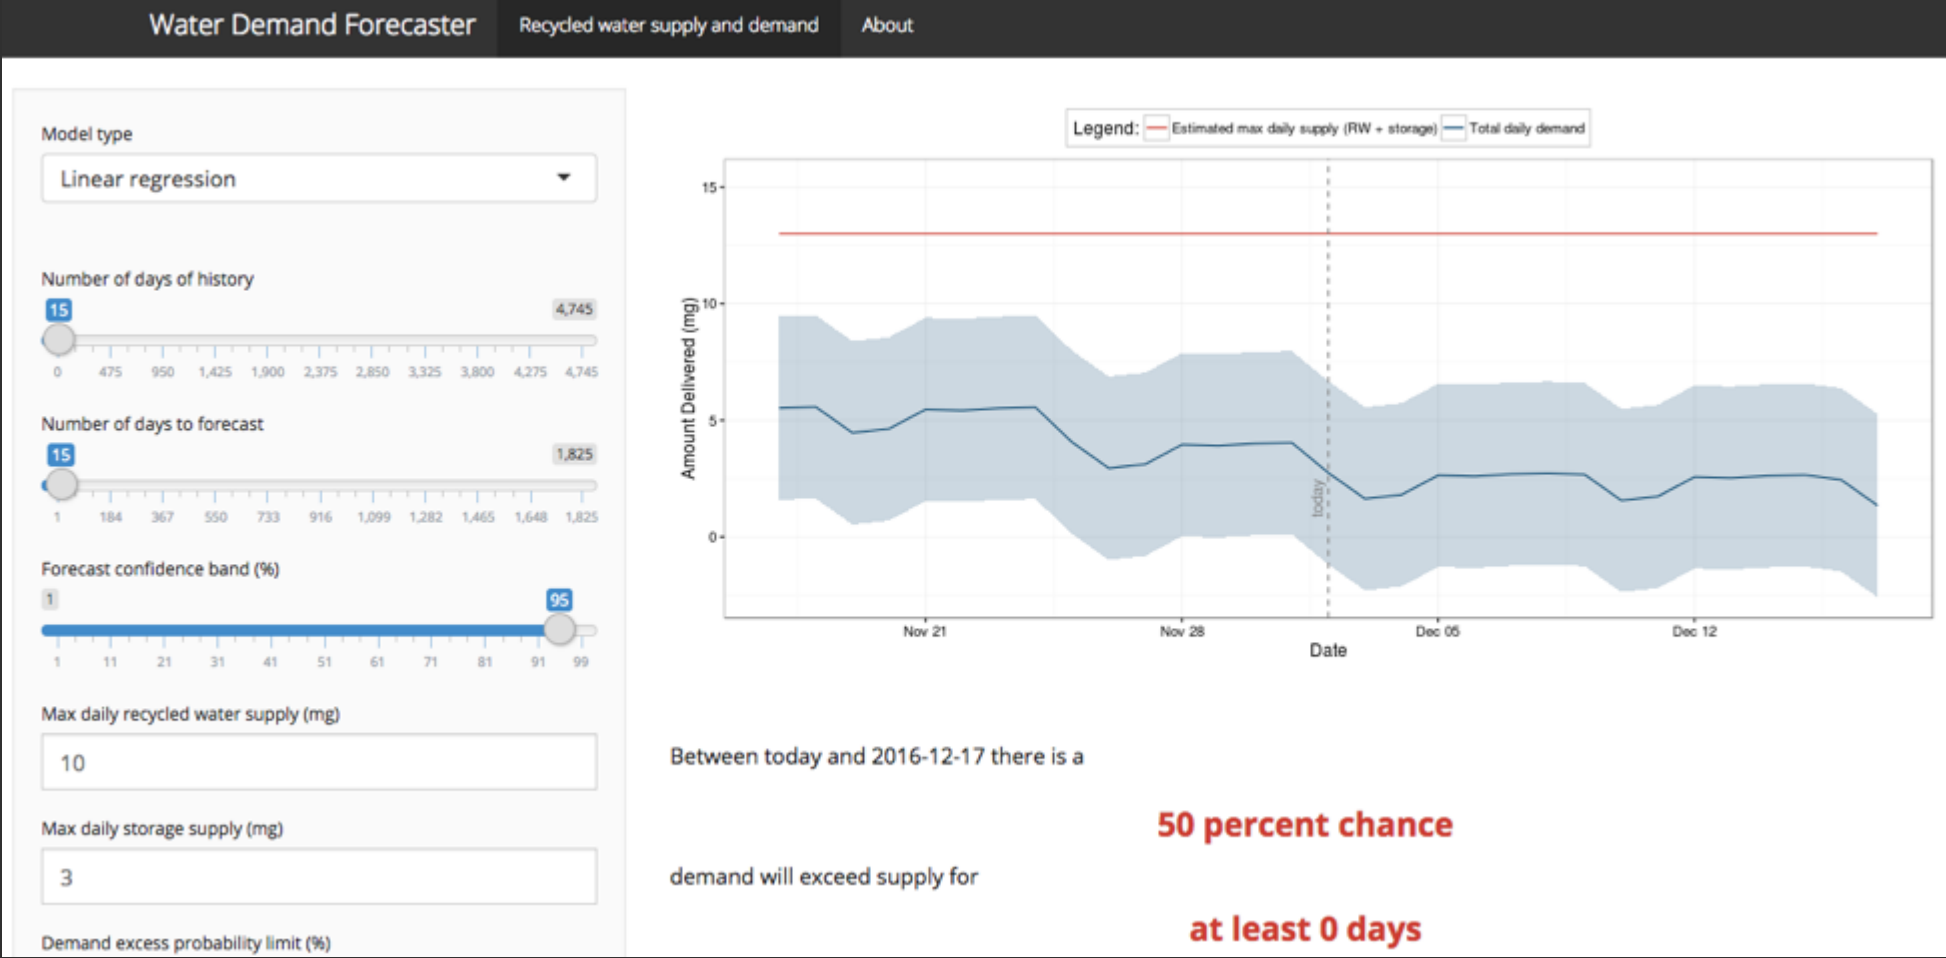 Water Demand Forecaster Recycled water supply and demand About
Model type
Linear regression
Number of days of history
15 4,745
0 475 950 1,425 1,900 2,375 2,850 3,325 3,800 4,275 4,745
Number of days to forecast
15 1,825
1 184 367 550 733 916 1,099 1,282 1,465 1,648 1,825
Forecast confidence band (%)
1 95
1 11 21 31 41 51 61 71 81 91 99
Max daily recycled water supply (mg)
10
Max daily storage supply (mg)
3
Demand excess probability limit (%)
Legend: Estimated max daily supply (RW + storage) Total daily demand
Amount Delivered (mg)
15
10
5
0
today
Nov 21 Nov 28 Dec 05 Dec 12
Date
Between today and 2016-12-17 there is a
50 percent chance
demand will exceed supply for
at least 0 days